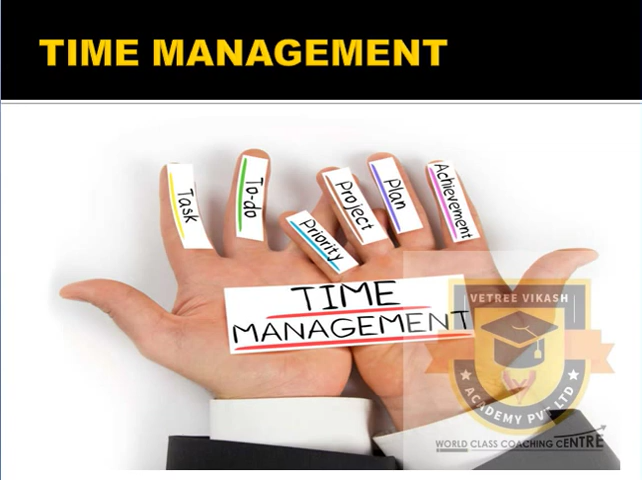 TIME MANAGEMENT
Task
To-do
Priority
Project
Plan
Achievement
TIME
MANAGEMENT
VETREE VIKASH
ACADEMY PVT LTD
WORLD CLASS COACHING CENTRE